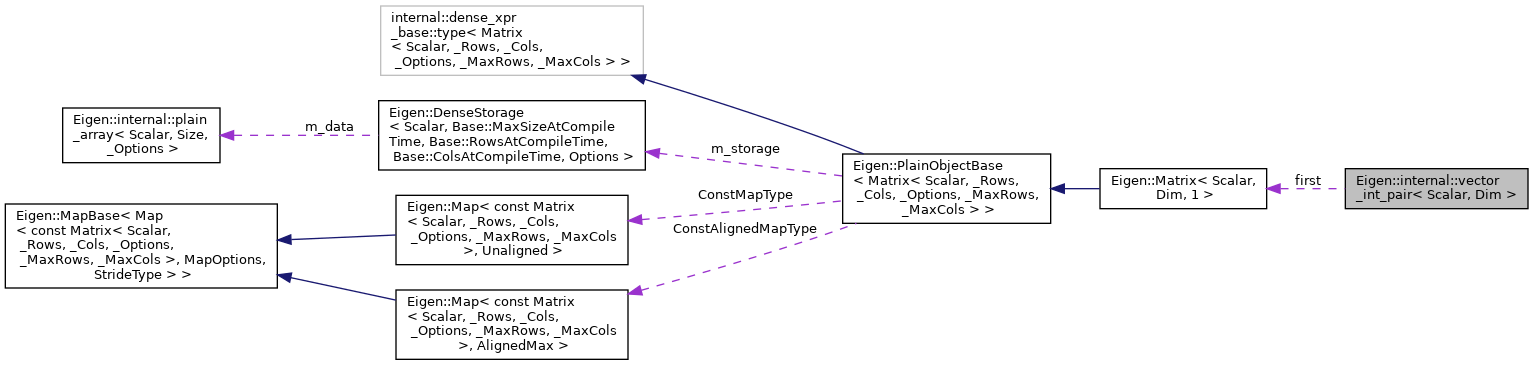 internal::dense_xpr
_base::type< Matrix
< Scalar, _Rows, _Cols,
_Options, _MaxRows, _MaxCols > >
Eigen::internal::plain
_array< Scalar, Size,
_Options >
m_data
Eigen::DenseStorage
< Scalar, Base::MaxSizeAtCompile
Time, Base::RowsAtCompileTime,
Base::ColsAtCompileTime, Options >
m_storage
Eigen::MapBase< Map
< const Matrix< Scalar,
_Rows, _Cols, _Options,
_MaxRows, _MaxCols >, MapOptions,
StrideType > >
Eigen::Map< const Matrix
< Scalar, _Rows, _Cols,
_Options, _MaxRows, _MaxCols
>, Unaligned >
ConstMapType
ConstAlignedMapType
Eigen::Map< const Matrix
< Scalar, _Rows, _Cols,
_Options, _MaxRows, _MaxCols
>, AlignedMax >
Eigen::PlainObjectBase
< Matrix< Scalar, _Rows,
_Cols, _Options, _MaxRows,
_MaxCols > >
Eigen::Matrix< Scalar,
Dim, 1 >
first
Eigen::internal::vector
_int_pair< Scalar, Dim >